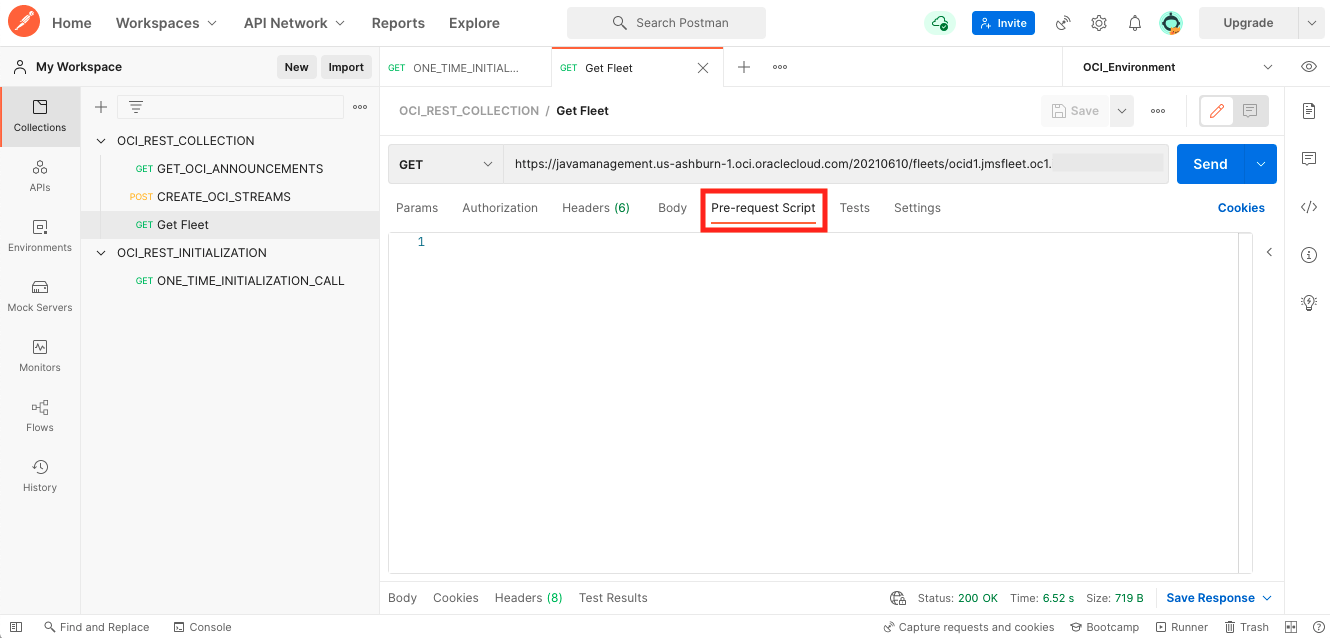 Home Workspaces API Network Reports Explore Search Postman Invite Upgrade
My Workspace New Import GET ONE_TIME_INITIAL... GET Get Fleet OCI_Environment
Collections
APIs
Environments
Mock Servers
Monitors
Flows
History
OCI_REST_COLLECTION
GET GET_OCI_ANNOUNCEMENTS
POST CREATE_OCI_STREAMS
GET Get Fleet
OCI_REST_INITIALIZATION
GET ONE_TIME_INITIALIZATION_CALL
OCI_REST_COLLECTION / Get Fleet Save
GET https://javamanagement.us-ashburn-1.oci.oraclecloud.com/20210610/fleets/ocid1.jmsfleet.oc1. Send
Params Authorization Headers (6) Body Pre-request Script Tests Settings Cookies
1
Body Cookies Headers (8) Test Results Status: 200 OK Time: 6.52 s Size: 719 B Save Response
Find and Replace Console Capture requests and cookies Bootcamp Runner Trash